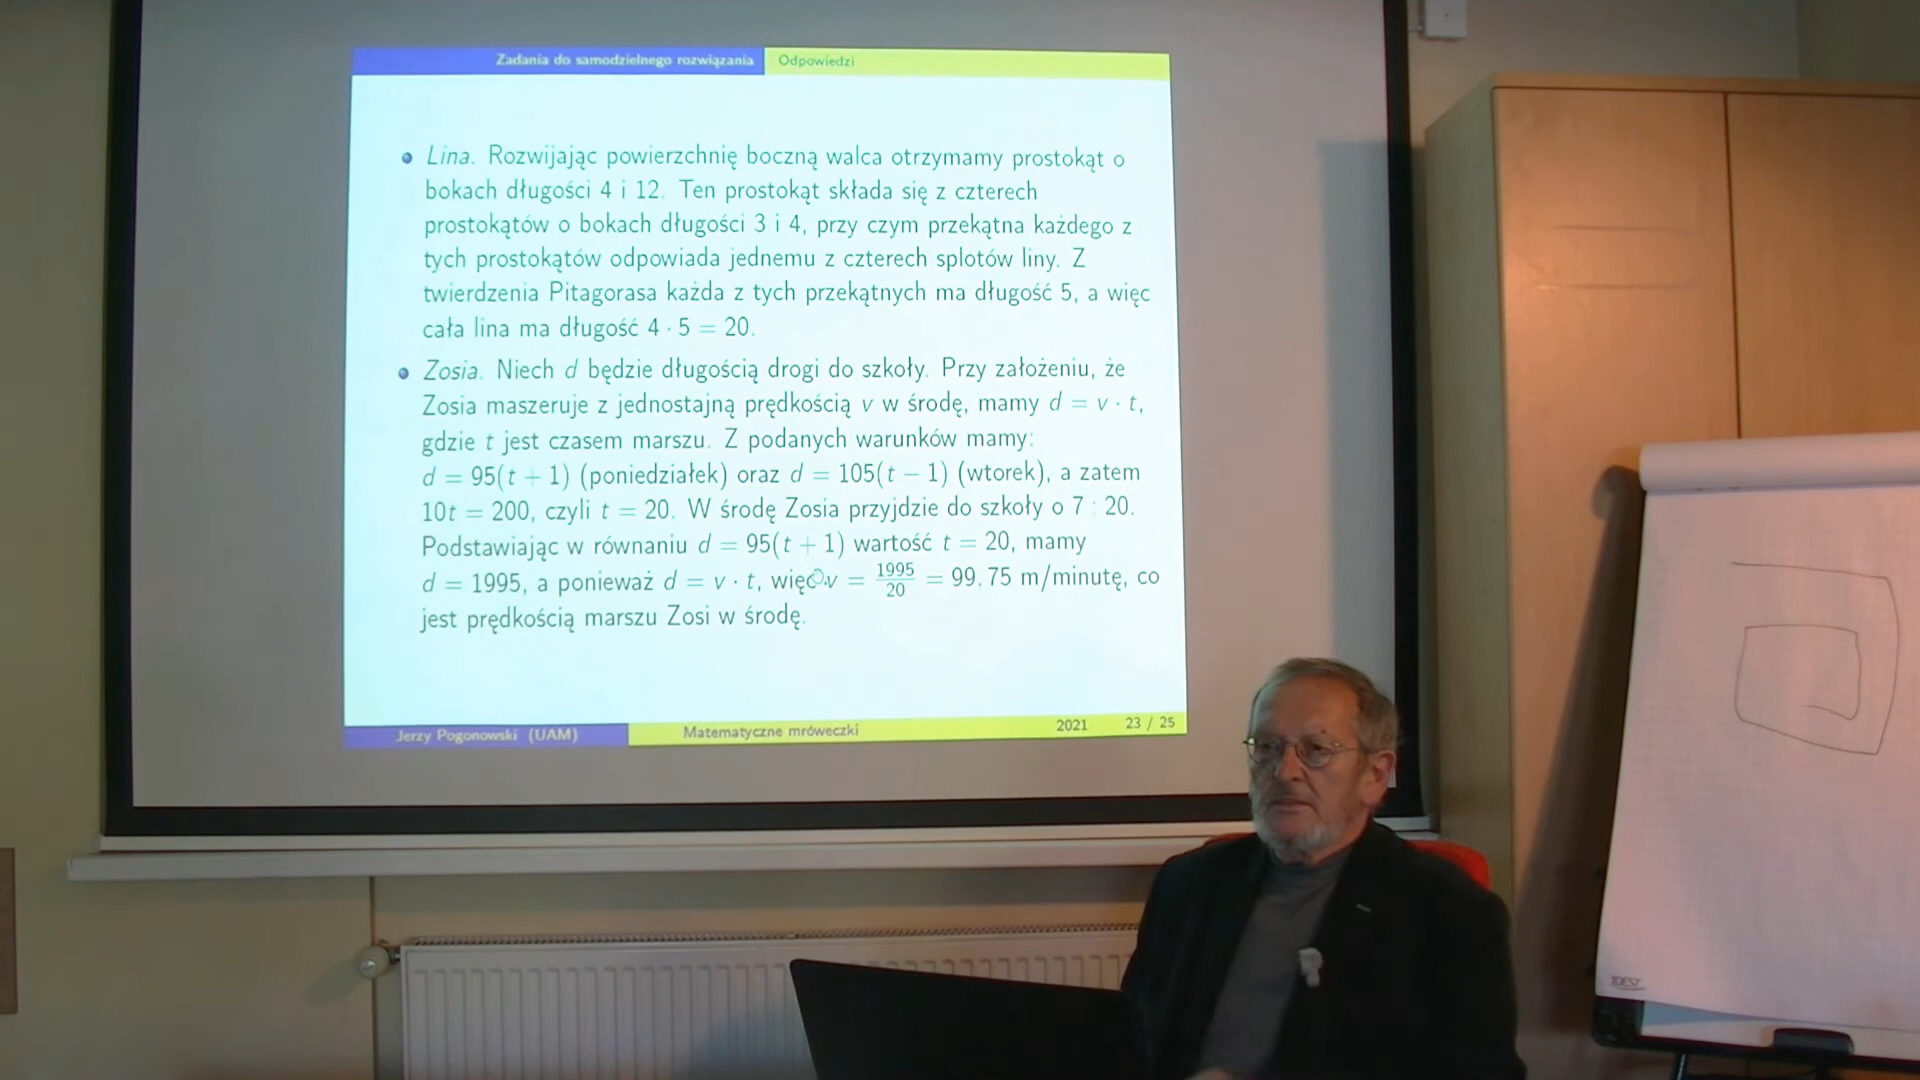 Zadania do samodzielnego rozwiązania Odpowiedzi
Lina. Rozwijając powierzchnię boczną walca otrzymamy prostokąt o
bokach długości 4 i 12. Ten prostokąt składa się z czterech
prostokątów o bokach długości 3 i 4, przy czym przekątna każdego z
tych prostokątów odpowiada jednemu z czterech splotów liny. Z
twierdzenia Pitagorasa każda z tych przekątnych ma długość 5, a więc
cała lina ma długość 4 · 5 = 20.
Zosia. Niech d będzie długością drogi do szkoły. Przy założeniu, że
Zosia maszeruje z jednostajną prędkością v w środę, mamy d = v · t,
gdzie t jest czasem marszu. Z podanych warunków mamy:
d = 95(t + 1) (poniedziałek) oraz d = 105(t − 1) (wtorek), a zatem
10t = 200, czyli t = 20. W środę Zosia przyjdzie do szkoły o 7 : 20.
Podstawiając w równaniu d = 95(t + 1) wartość t = 20, mamy
d = 1995, a ponieważ d = v · t, więc v = 1995/20 = 99.75 m/minutę, co
jest prędkością marszu Zosi w środę.
Jerzy Pogonowski (UAM) Matematyczne mróweczki 2021 23 / 25